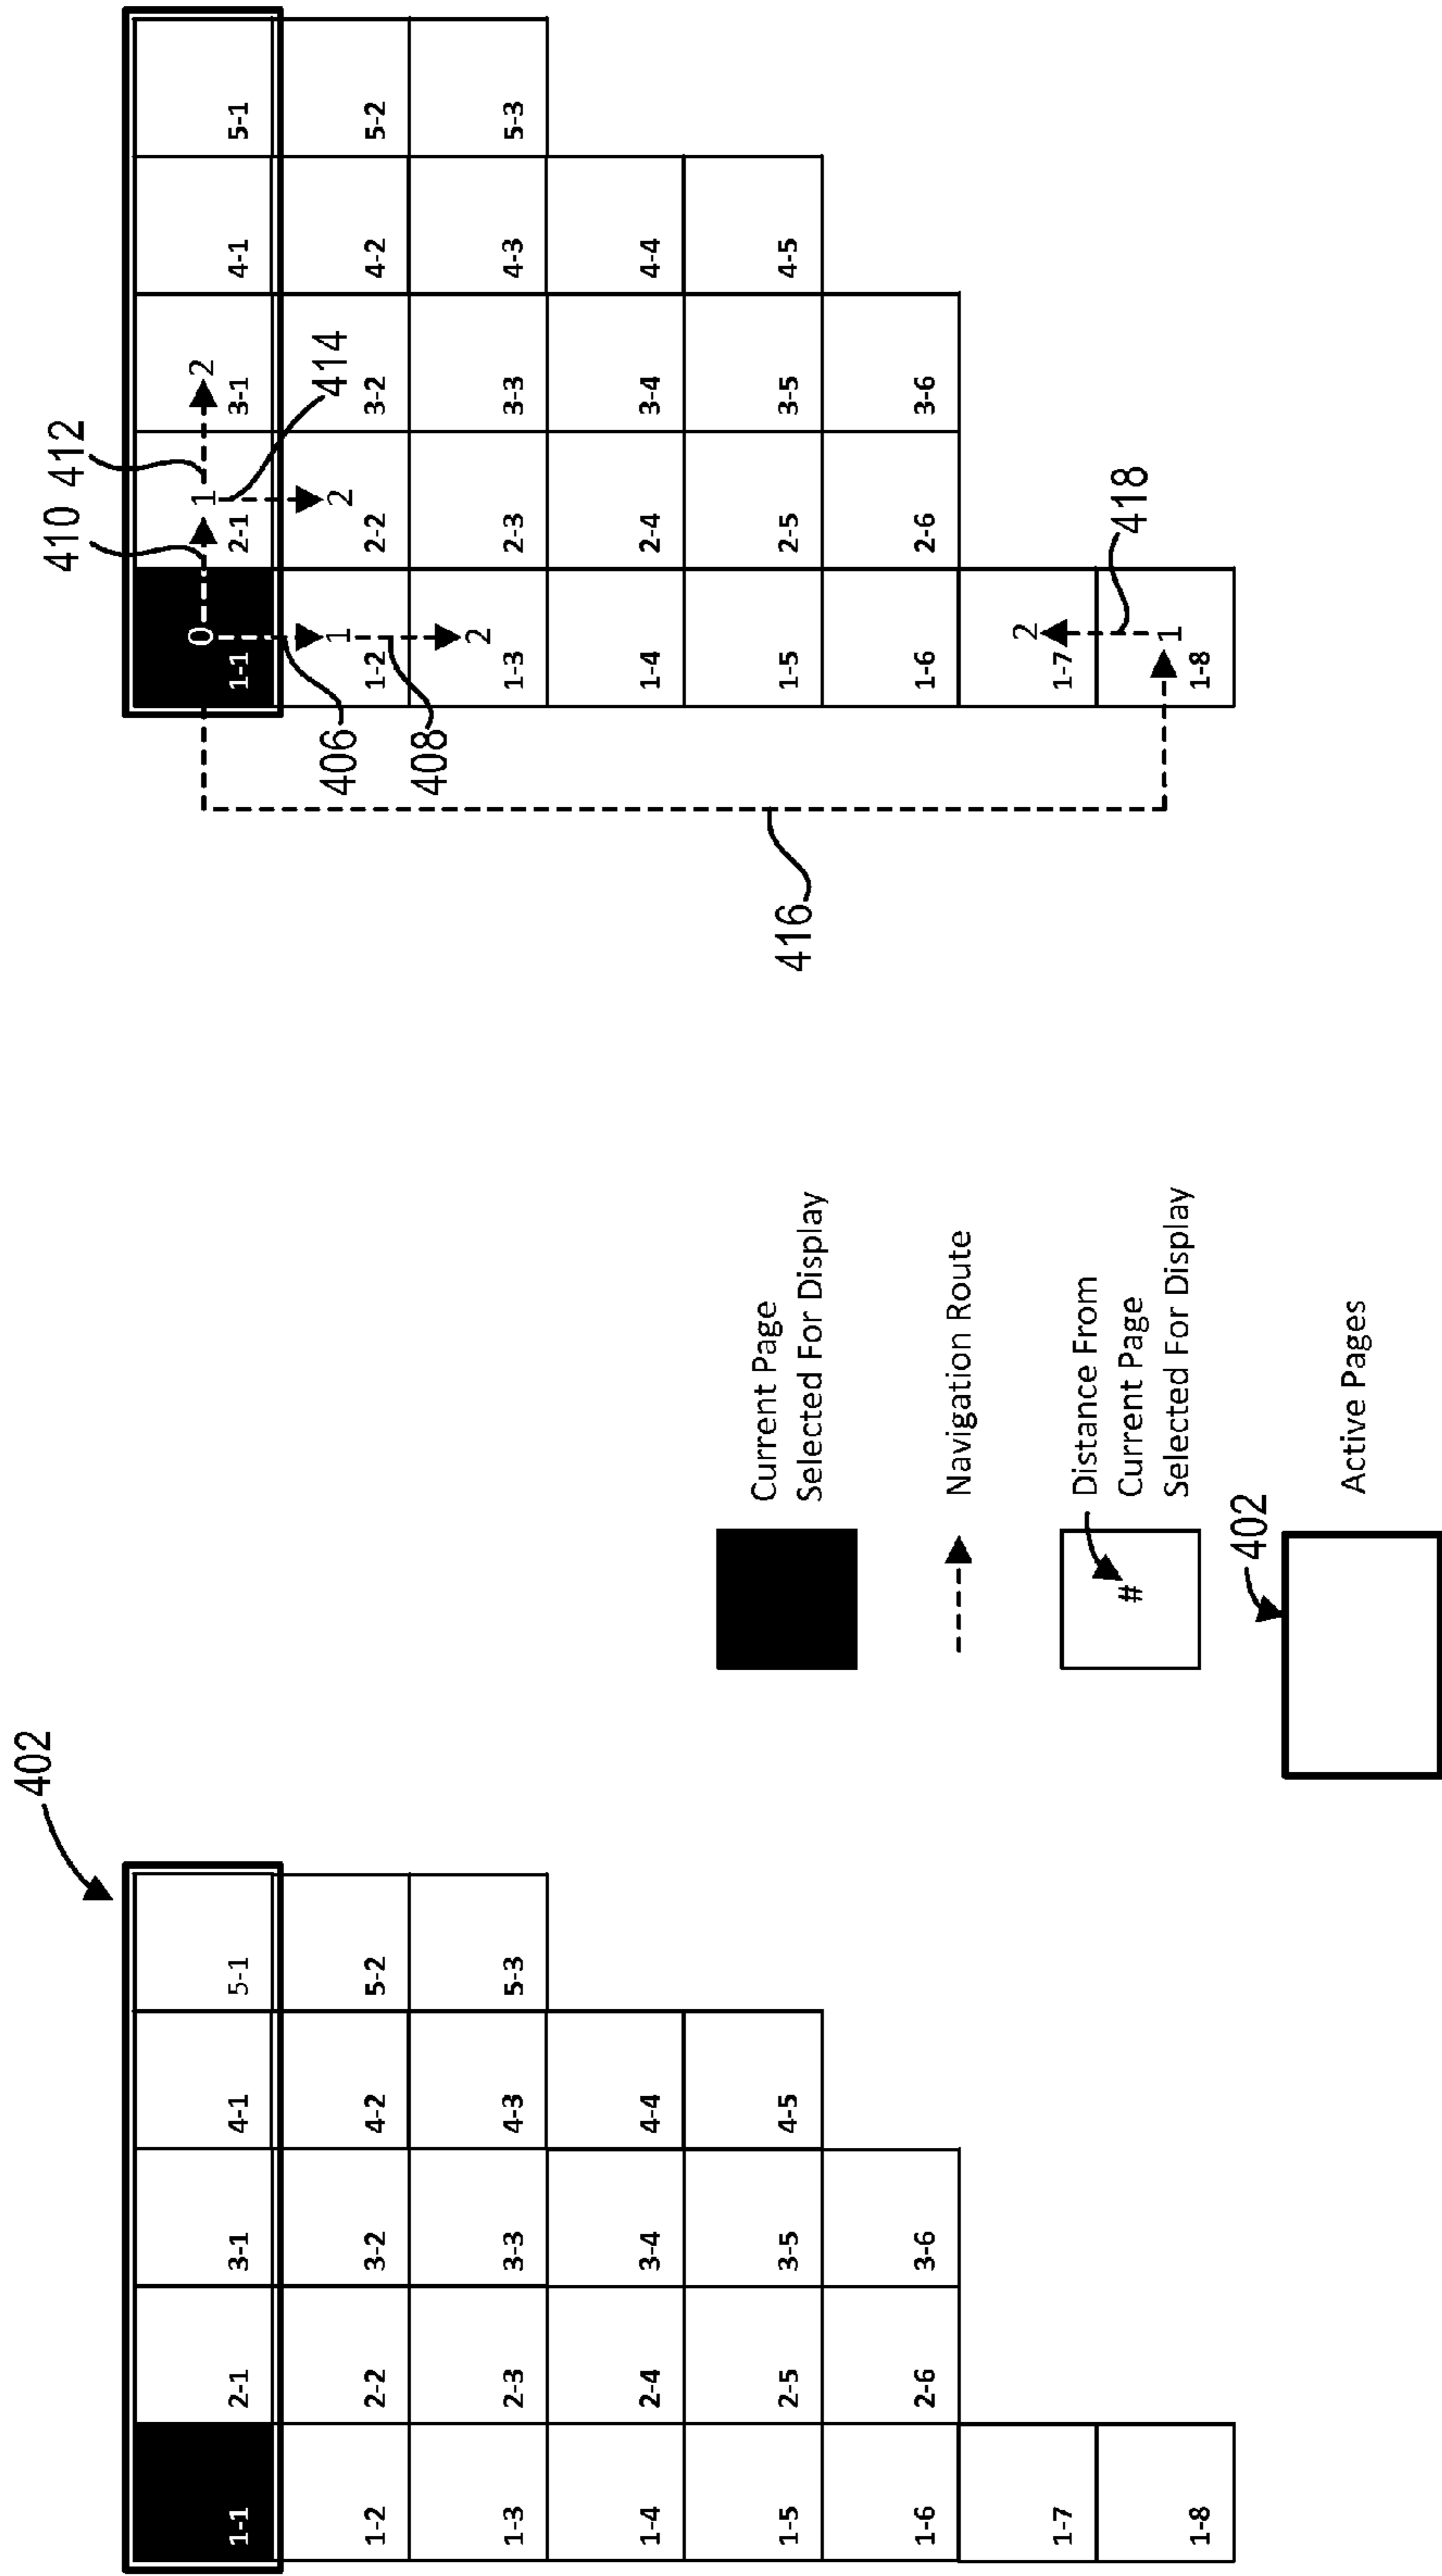 402
1-1 2-1 3-1 4-1 5-1
1-2 2-2 3-2 4-2 5-2
1-3 2-3 3-3 4-3 5-3
1-4 2-4 3-4 4-4
1-5 2-5 3-5 4-5
1-6 2-6 3-6
1-7
1-8
Current Page
Selected For Display
Navigation Route
#
Distance From
Current Page
Selected For Display
402
Active Pages
410 412
0 1 2
1-1 2-1 3-1 4-1 5-1
406 1 2 414
1-2 2-2 3-2 4-2 5-2
408
2
1-3 2-3 3-3 4-3 5-3
1-4 2-4 3-4 4-4
416
1-5 2-5 3-5 4-5
1-6 2-6 3-6
2
1-7
418
1
1-8